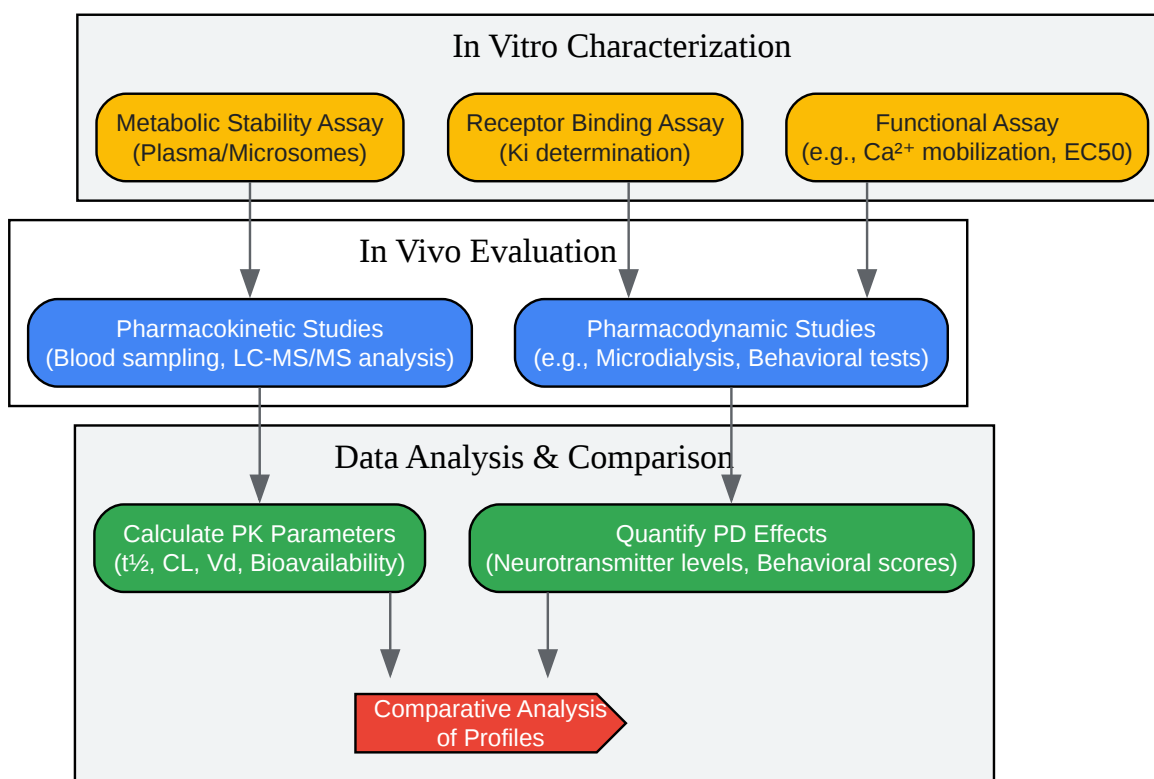 In Vitro Characterization
Metabolic Stability Assay
(Plasma/Microsomes)
Receptor Binding Assay
(Ki determination)
Functional Assay
(e.g., Ca²⁺ mobilization, EC50)
In Vivo Evaluation
Pharmacokinetic Studies
(Blood sampling, LC-MS/MS analysis)
Pharmacodynamic Studies
(e.g., Microdialysis, Behavioral tests)
Data Analysis & Comparison
Calculate PK Parameters
(t½, CL, Vd, Bioavailability)
Quantify PD Effects
(Neurotransmitter levels, Behavioral scores)
Comparative Analysis
of Profiles